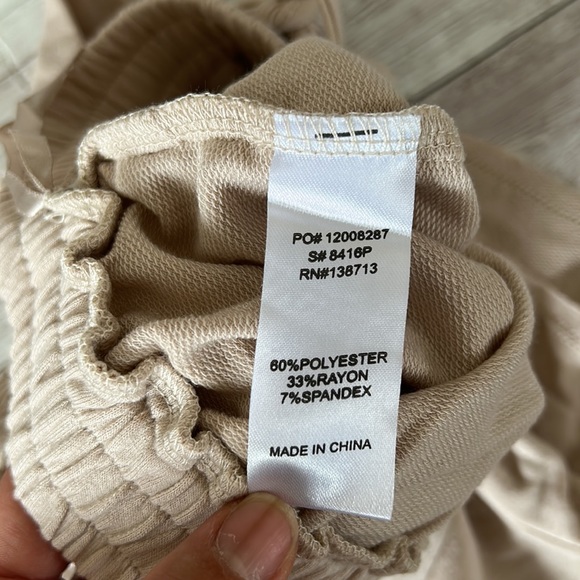 PO# 12008287
S# 8416P
RN#138713
60%POLYESTER
33%RAYON
7%SPANDEX
MADE IN CHINA